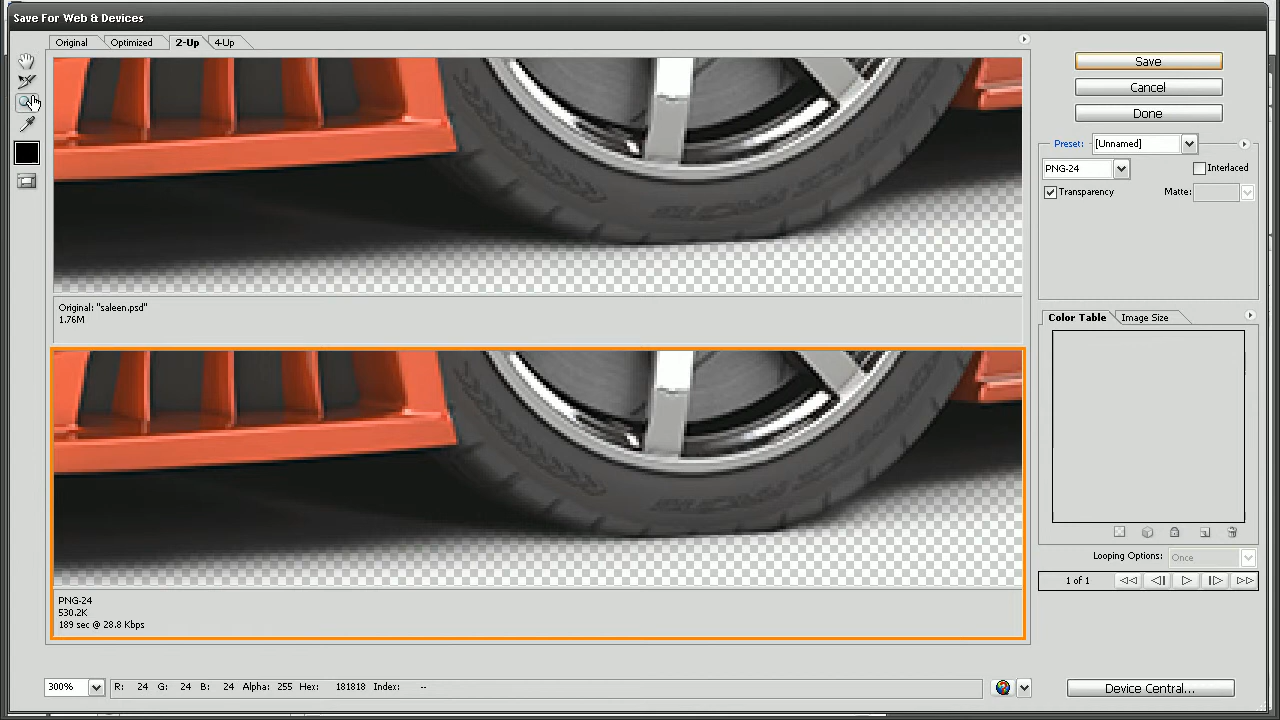 Save For Web & Devices
Original
Optimized
2-Up
4-Up
Save
Cancel
Done
Preset:
[Unnamed]
PNG-24
Interlaced
Transparency
Matte:
Original: "saleen.psd"
1.76M
Color Table
Image Size
Looping Options:
Once
1 of 1
PNG-24
530.2K
189 sec @ 28.8 Kbps
300%
R: 24 G: 24 B: 24 Alpha: 255 Hex: 181818 Index: --
Device Central...